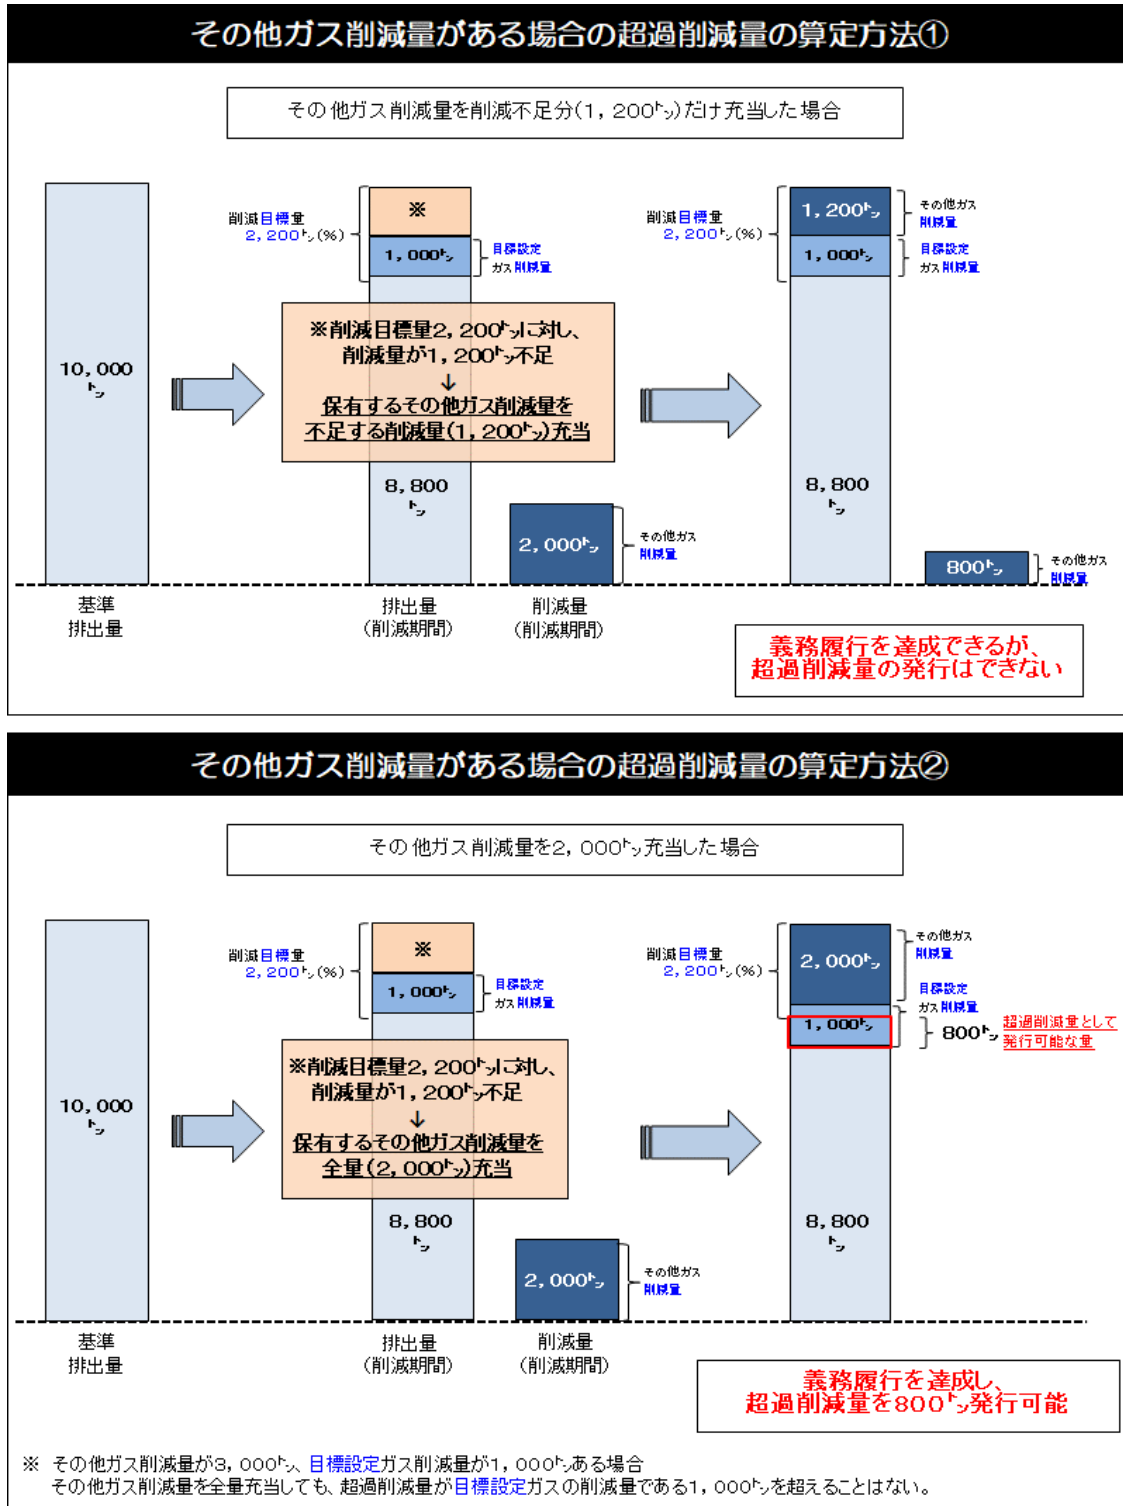 その他ガス削減量がある場合の超過削減量の算定方法①
その他ガス削減量を削減不足分(1,200㌧)だけ充当した場合
削減目標量
2,200㌧(%)
※
1,000㌧
目標設定
ガス削減量
削減目標量
2,200㌧(%)
1,200㌧
その他ガス
削減量
1,000㌧
目標設定
ガス削減量
10,000
㌧
※削減目標量2,200㌧に対し、
削減量が1,200㌧不足
↓
保有するその他ガス削減量を
不足する削減量(1,200㌧)充当
8,800
㌧
2,000㌧
その他ガス
削減量
8,800
㌧
800㌧
その他ガス
削減量
基準
排出量
排出量
(削減期間)
削減量
(削減期間)
義務履行を達成できるが、
超過削減量の発行はできない
その他ガス削減量がある場合の超過削減量の算定方法②
その他ガス削減量を2,000㌧充当した場合
削減目標量
2,200㌧(%)
※
1,000㌧
目標設定
ガス削減量
削減目標量
2,200㌧(%)
2,000㌧
その他ガス
削減量
1,000㌧
目標設定
ガス削減量
800㌧
超過削減量として
発行可能な量
10,000
㌧
※削減目標量2,200㌧に対し、
削減量が1,200㌧不足
↓
保有するその他ガス削減量を
全量(2,000㌧)充当
8,800
㌧
2,000㌧
その他ガス
削減量
8,800
㌧
基準
排出量
排出量
(削減期間)
削減量
(削減期間)
義務履行を達成し、
超過削減量を800㌧発行可能
※ その他ガス削減量が3,000㌧、目標設定ガス削減量が1,000㌧ある場合
その他ガス削減量を全量充当しても、超過削減量が目標設定ガスの削減量である1,000㌧を超えることはない。